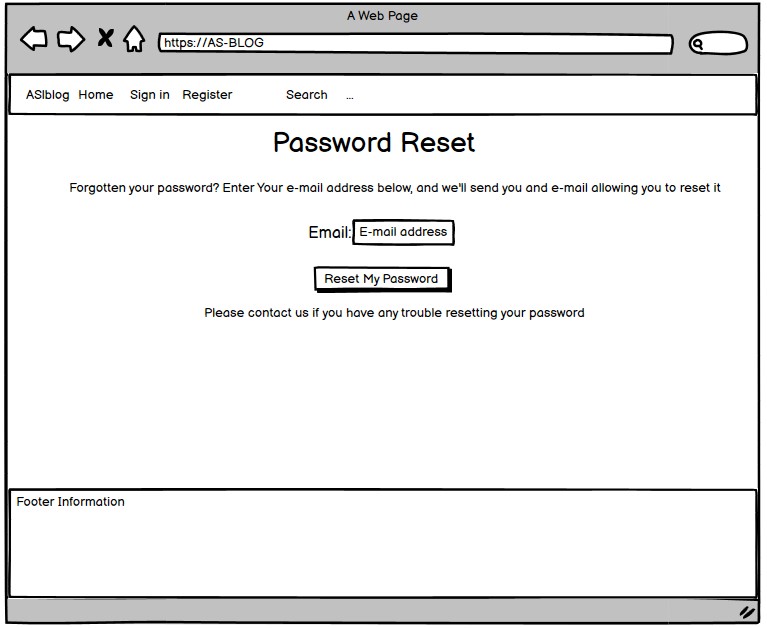 A Web Page
https://AS-BLOG
ASIblog Home Sign in Register Search ...
Password Reset
Forgotten your password? Enter Your e-mail address below, and we'll send you and e-mail allowing you to reset it
Email: E-mail address
Reset My Password
Please contact us if you have any trouble resetting your password
Footer Information